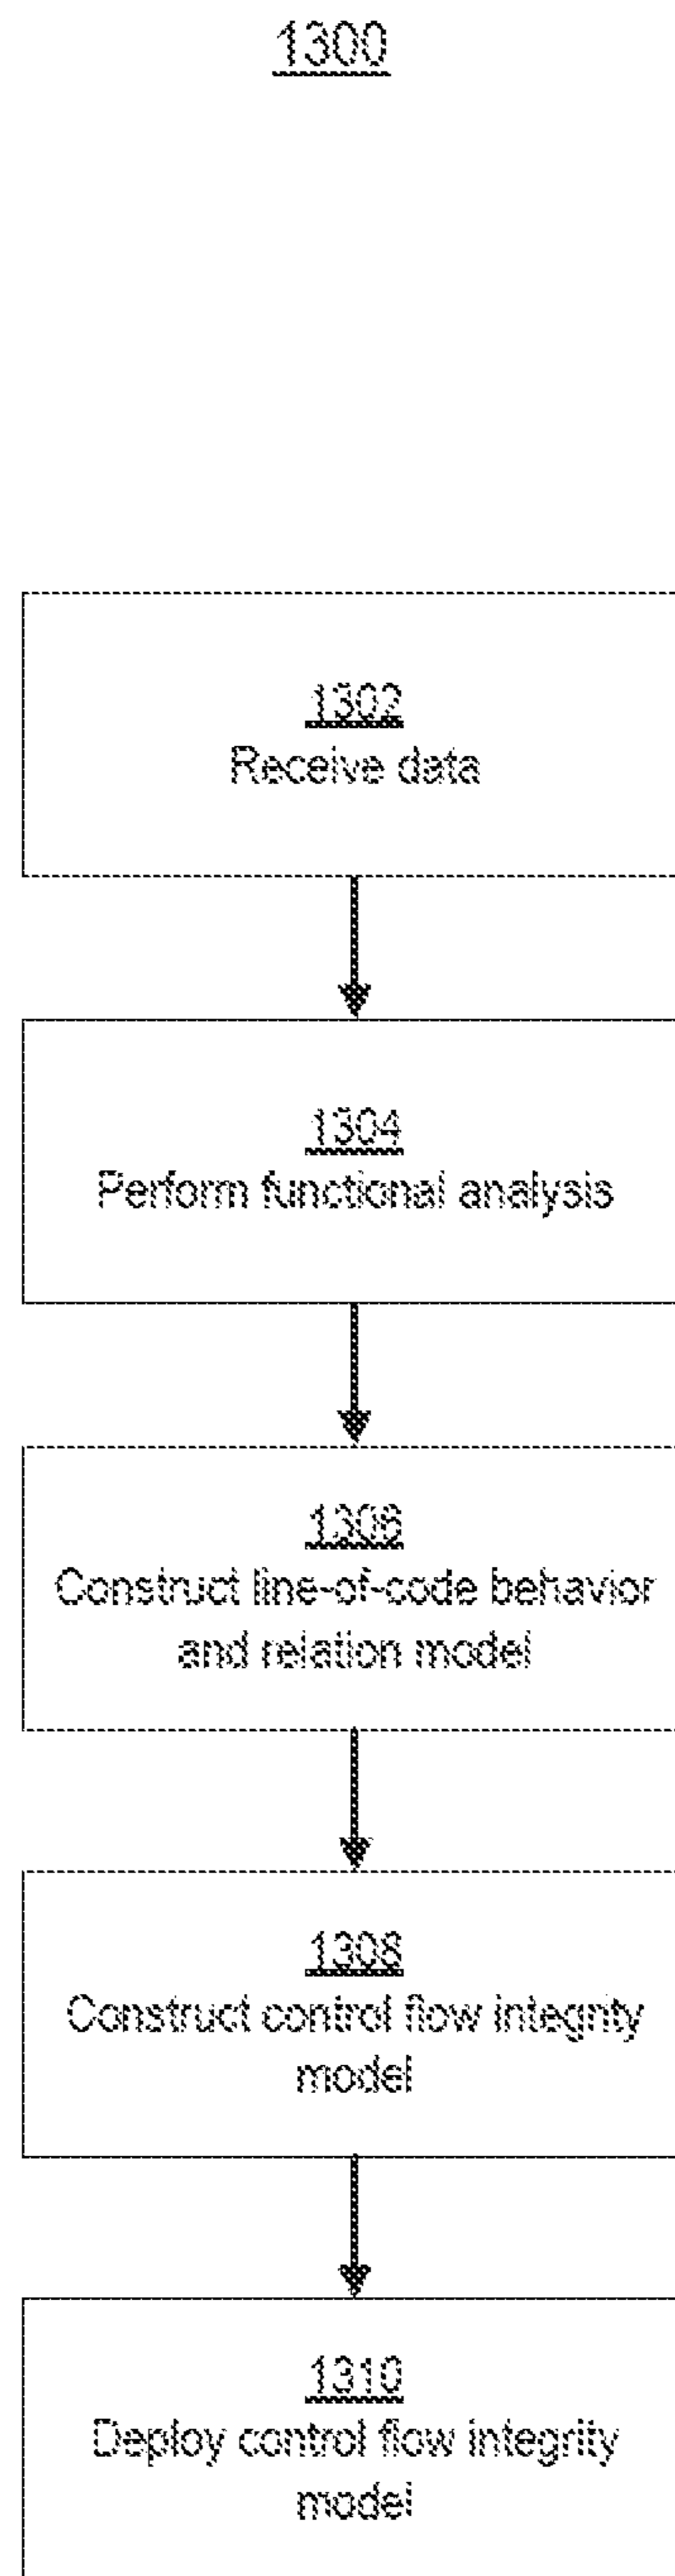 1300
1302
Receive data
1304
Perform functional analysis
1306
Construct line-of-code behavior
and relation model
1308
Construct control flow integrity
model
1310
Deploy control flow integrity
model